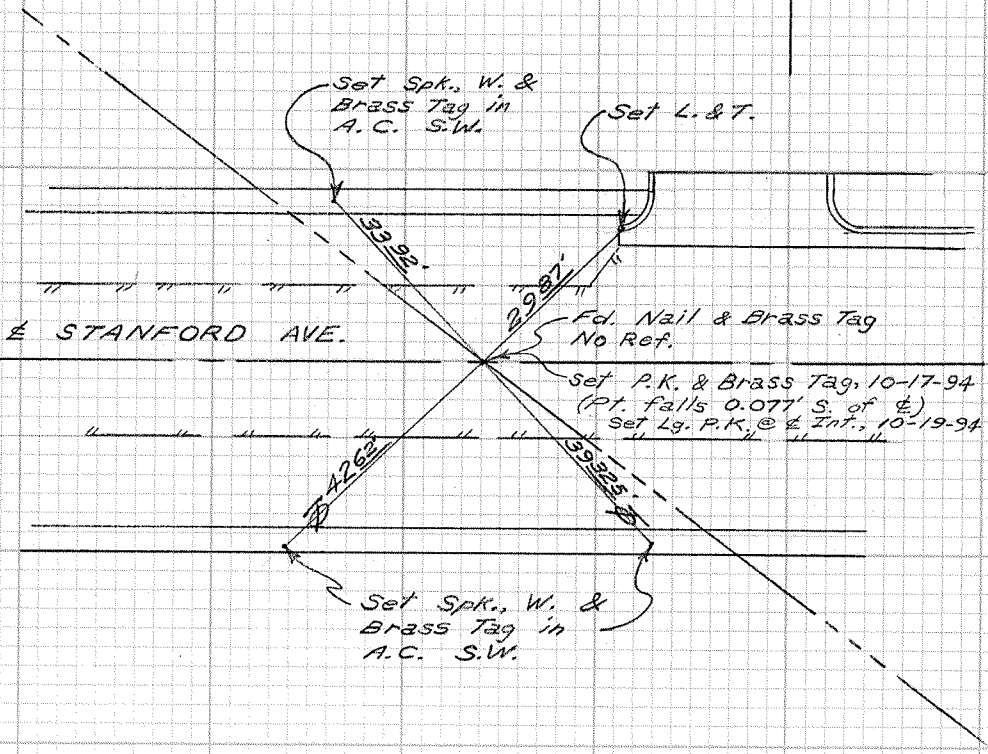 Set Spk., W. &
Brass Tag in
A.C. S.W.
Set L. & T.
33.92'
29.87'
Fd. Nail & Brass Tag
No Ref.
℄ STANFORD AVE.
Set P.K. & Brass Tag, 10-17-94
(Pt. falls 0.077' S. of ℄)
Set Lg. P.K. @ ℄ Int., 10-19-94
42.62'
39.325'
Set Spk., W. &
Brass Tag in
A.C. S.W.